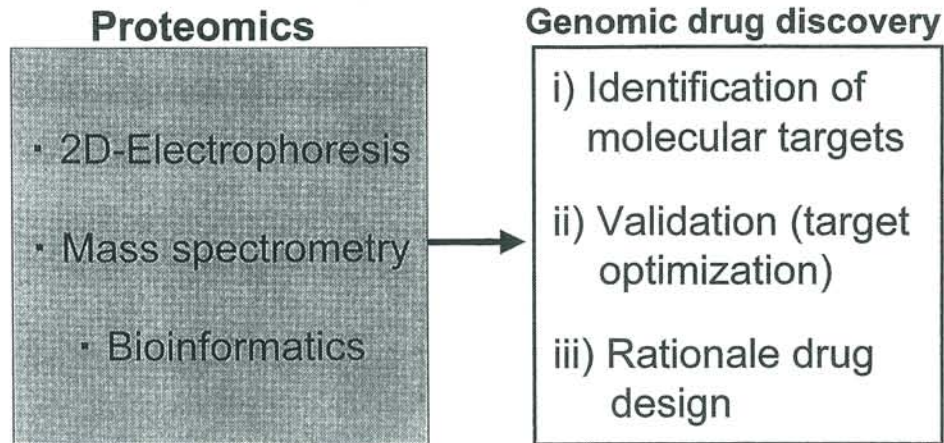 Proteomics
· 2D-Electrophoresis
· Mass spectrometry
· Bioinformatics
Genomic drug discovery
i) Identification of
molecular targets
ii) Validation (target
optimization)
iii) Rationale drug
design